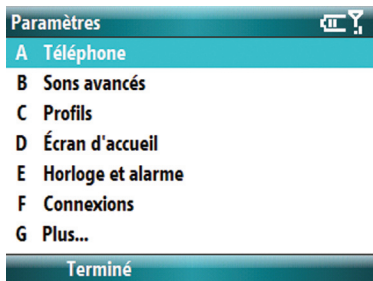 Paramètres
A Téléphone
B Sons avancés
C Profils
D Écran d'accueil
E Horloge et alarme
F Connexions
G Plus...
Terminé